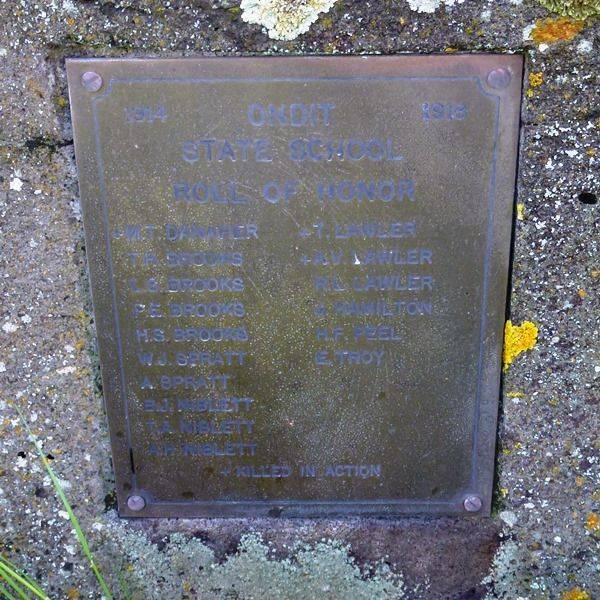 1914 ONDIT 1918
STATE SCHOOL
ROLL OF HONOR
+ M.T. DANAHER
T.A. BROOKS
L.G. BROOKS
P.E. BROOKS
H.S. BROOKS
W.J. SPRATT
A. SPRATT
S.J. NIBLETT
T.A. NIBLETT
A.H. NIBLETT
+ T. LAWLER
+ A.V. LAWLER
R.L. LAWLER
HAMILTON
H.F. PEEL
E. TROY
+ KILLED IN ACTION